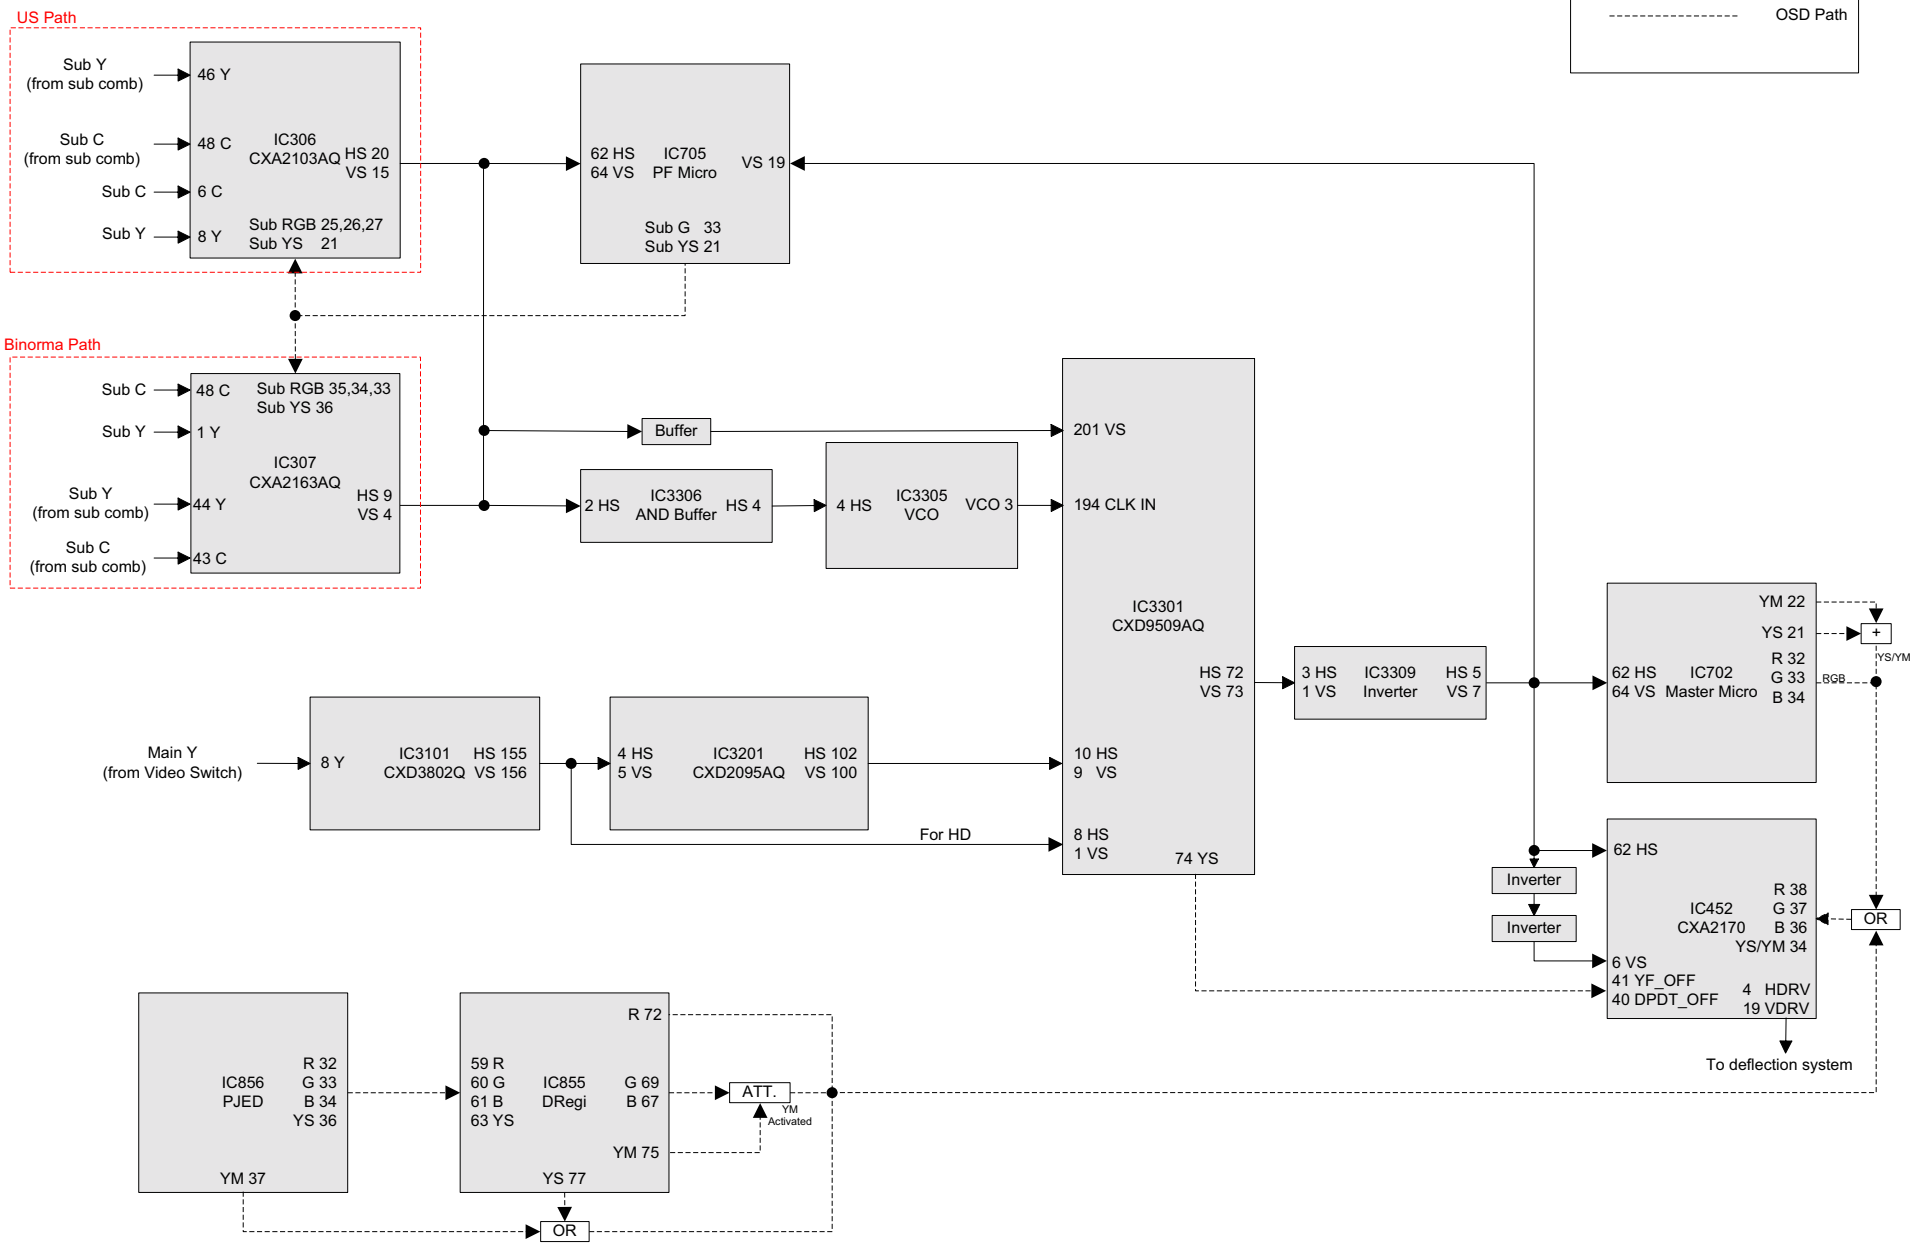 OSD Path
US Path
Sub Y
(from sub comb)
46 Y
Sub C
(from sub comb)
48 C
IC306
CXA2103AQ
HS 20
VS 15
Sub C
6 C
Sub Y
8 Y
Sub RGB 25,26,27
Sub YS 21
62 HS
64 VS
IC705
PF Micro
VS 19
Sub G 33
Sub YS 21
Binorma Path
Sub C
48 C
Sub RGB 35,34,33
Sub YS 36
Sub Y
1 Y
IC307
CXA2163AQ
Sub Y
(from sub comb)
44 Y
HS 9
VS 4
Sub C
(from sub comb)
43 C
Buffer
2 HS
IC3306
AND Buffer
HS 4
4 HS
IC3305
VCO
VCO 3
201 VS
194 CLK IN
IC3301
CXD9509AQ
HS 72
VS 73
10 HS
9 VS
8 HS
1 VS
74 YS
3 HS
1 VS
IC3309
Inverter
HS 5
VS 7
YM 22
YS 21
+
YS/YM
R 32
G 33
B 34
RGB
62 HS
64 VS
IC702
Master Micro
Main Y
(from Video Switch)
8 Y
IC3101
CXD3802Q
HS 155
VS 156
4 HS
5 VS
IC3201
CXD2095AQ
HS 102
VS 100
For HD
62 HS
Inverter
Inverter
IC452
CXA2170
R 38
G 37
B 36
YS/YM 34
OR
6 VS
41 YF_OFF
40 DPDT_OFF
4 HDRV
19 VDRV
To deflection system
IC856
PJED
R 32
G 33
B 34
YS 36
YM 37
59 R
60 G
61 B
63 YS
IC855
DRegi
R 72
G 69
B 67
YM 75
YS 77
ATT.
YM
Activated
OR